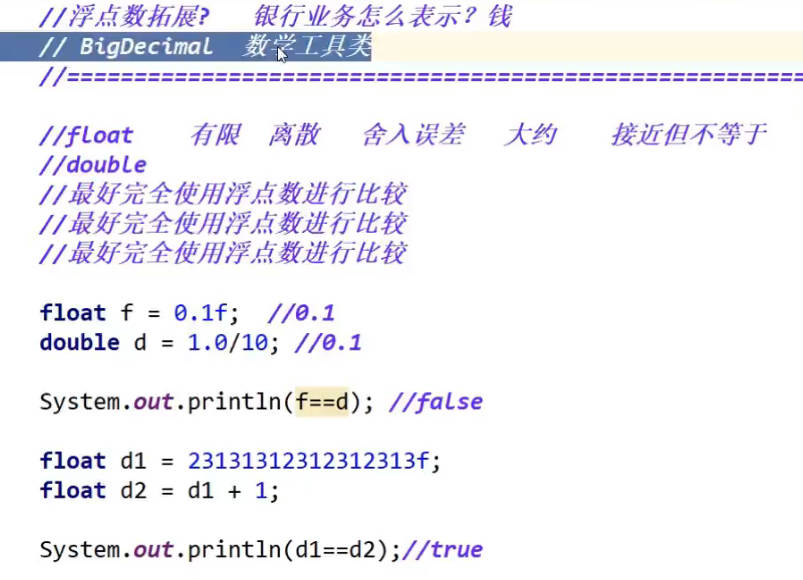 //浮点数拓展？ 银行业务怎么表示？钱
// BigDecimal 数学工具类
//=========================================================
//float 有限 离散 舍入误差 大约 接近但不等于
//double
//最好完全使用浮点数进行比较
//最好完全使用浮点数进行比较
//最好完全使用浮点数进行比较
float f = 0.1f; //0.1
double d = 1.0/10; //0.1
System.out.println(f==d); //false
float d1 = 23131312312312313f;
float d2 = d1 + 1;
System.out.println(d1==d2);//true